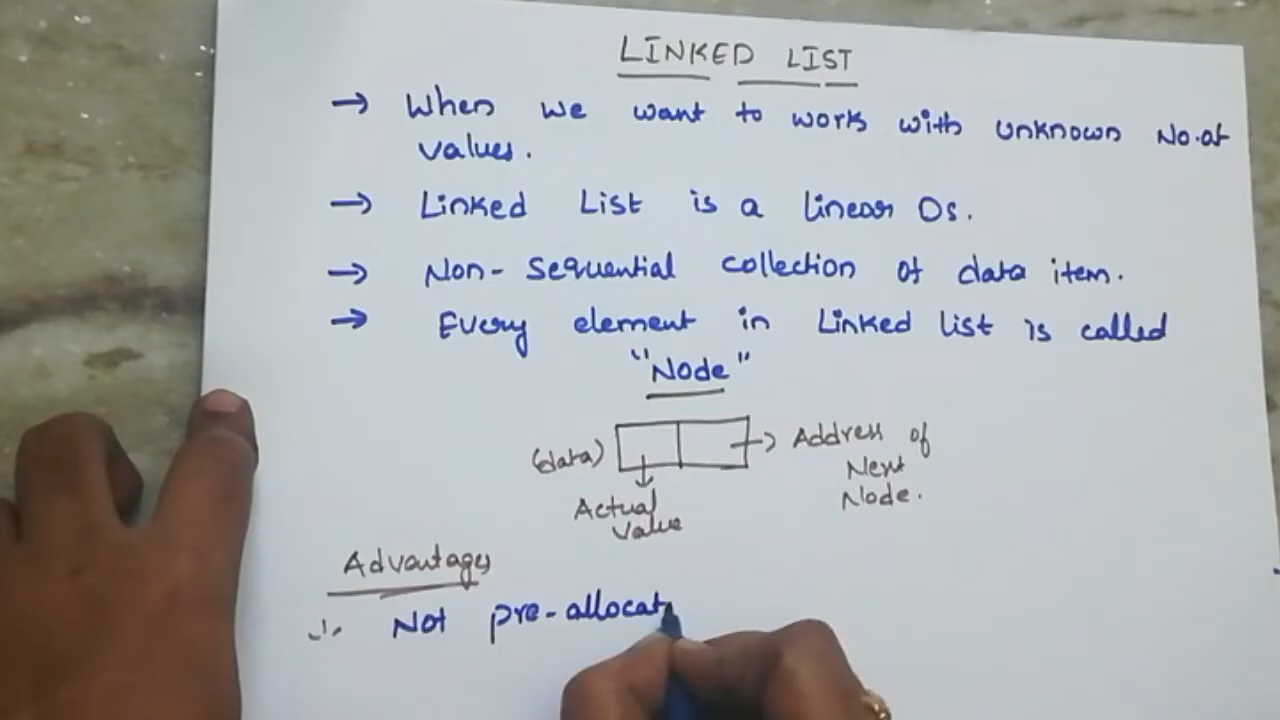 LINKED LIST
→ When we want to work with unknown No.of
values.
→ Linked List is a linear Ds.
→ Non-Sequential collection of data item.
→ Every element in Linked list is called
"Node"
(data) → Address of
Next
Node.
Actual
Value
Advantages
1. Not pre-allocat